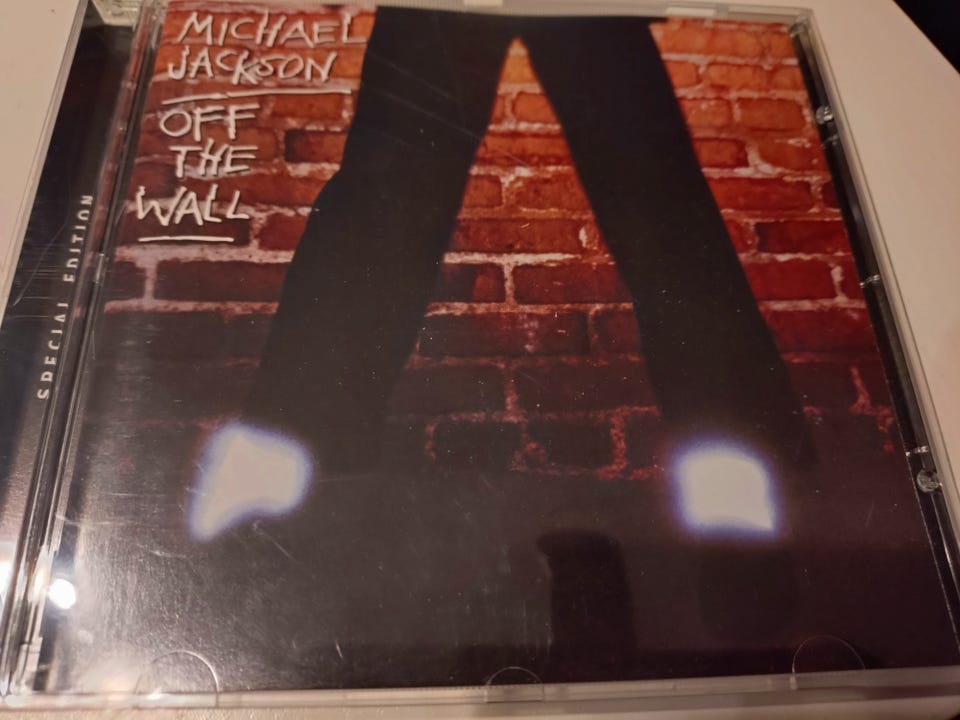 MICHAEL
JACKSON
OFF
THE
WALL
SPECIAL EDITION